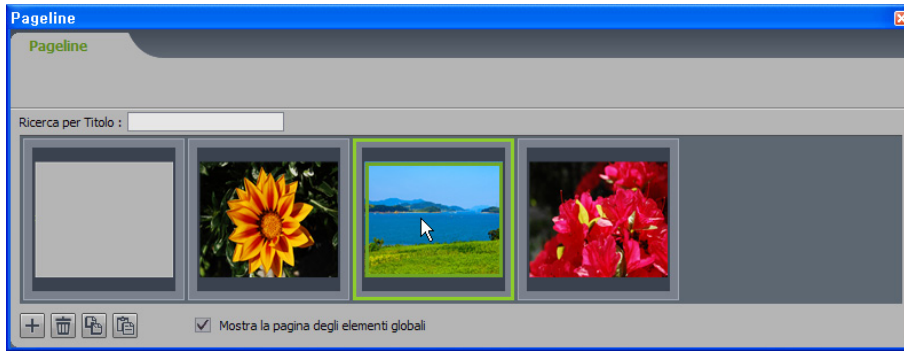 Pageline
Pageline
Ricerca per Titolo :
Mostra la pagina degli elementi globali